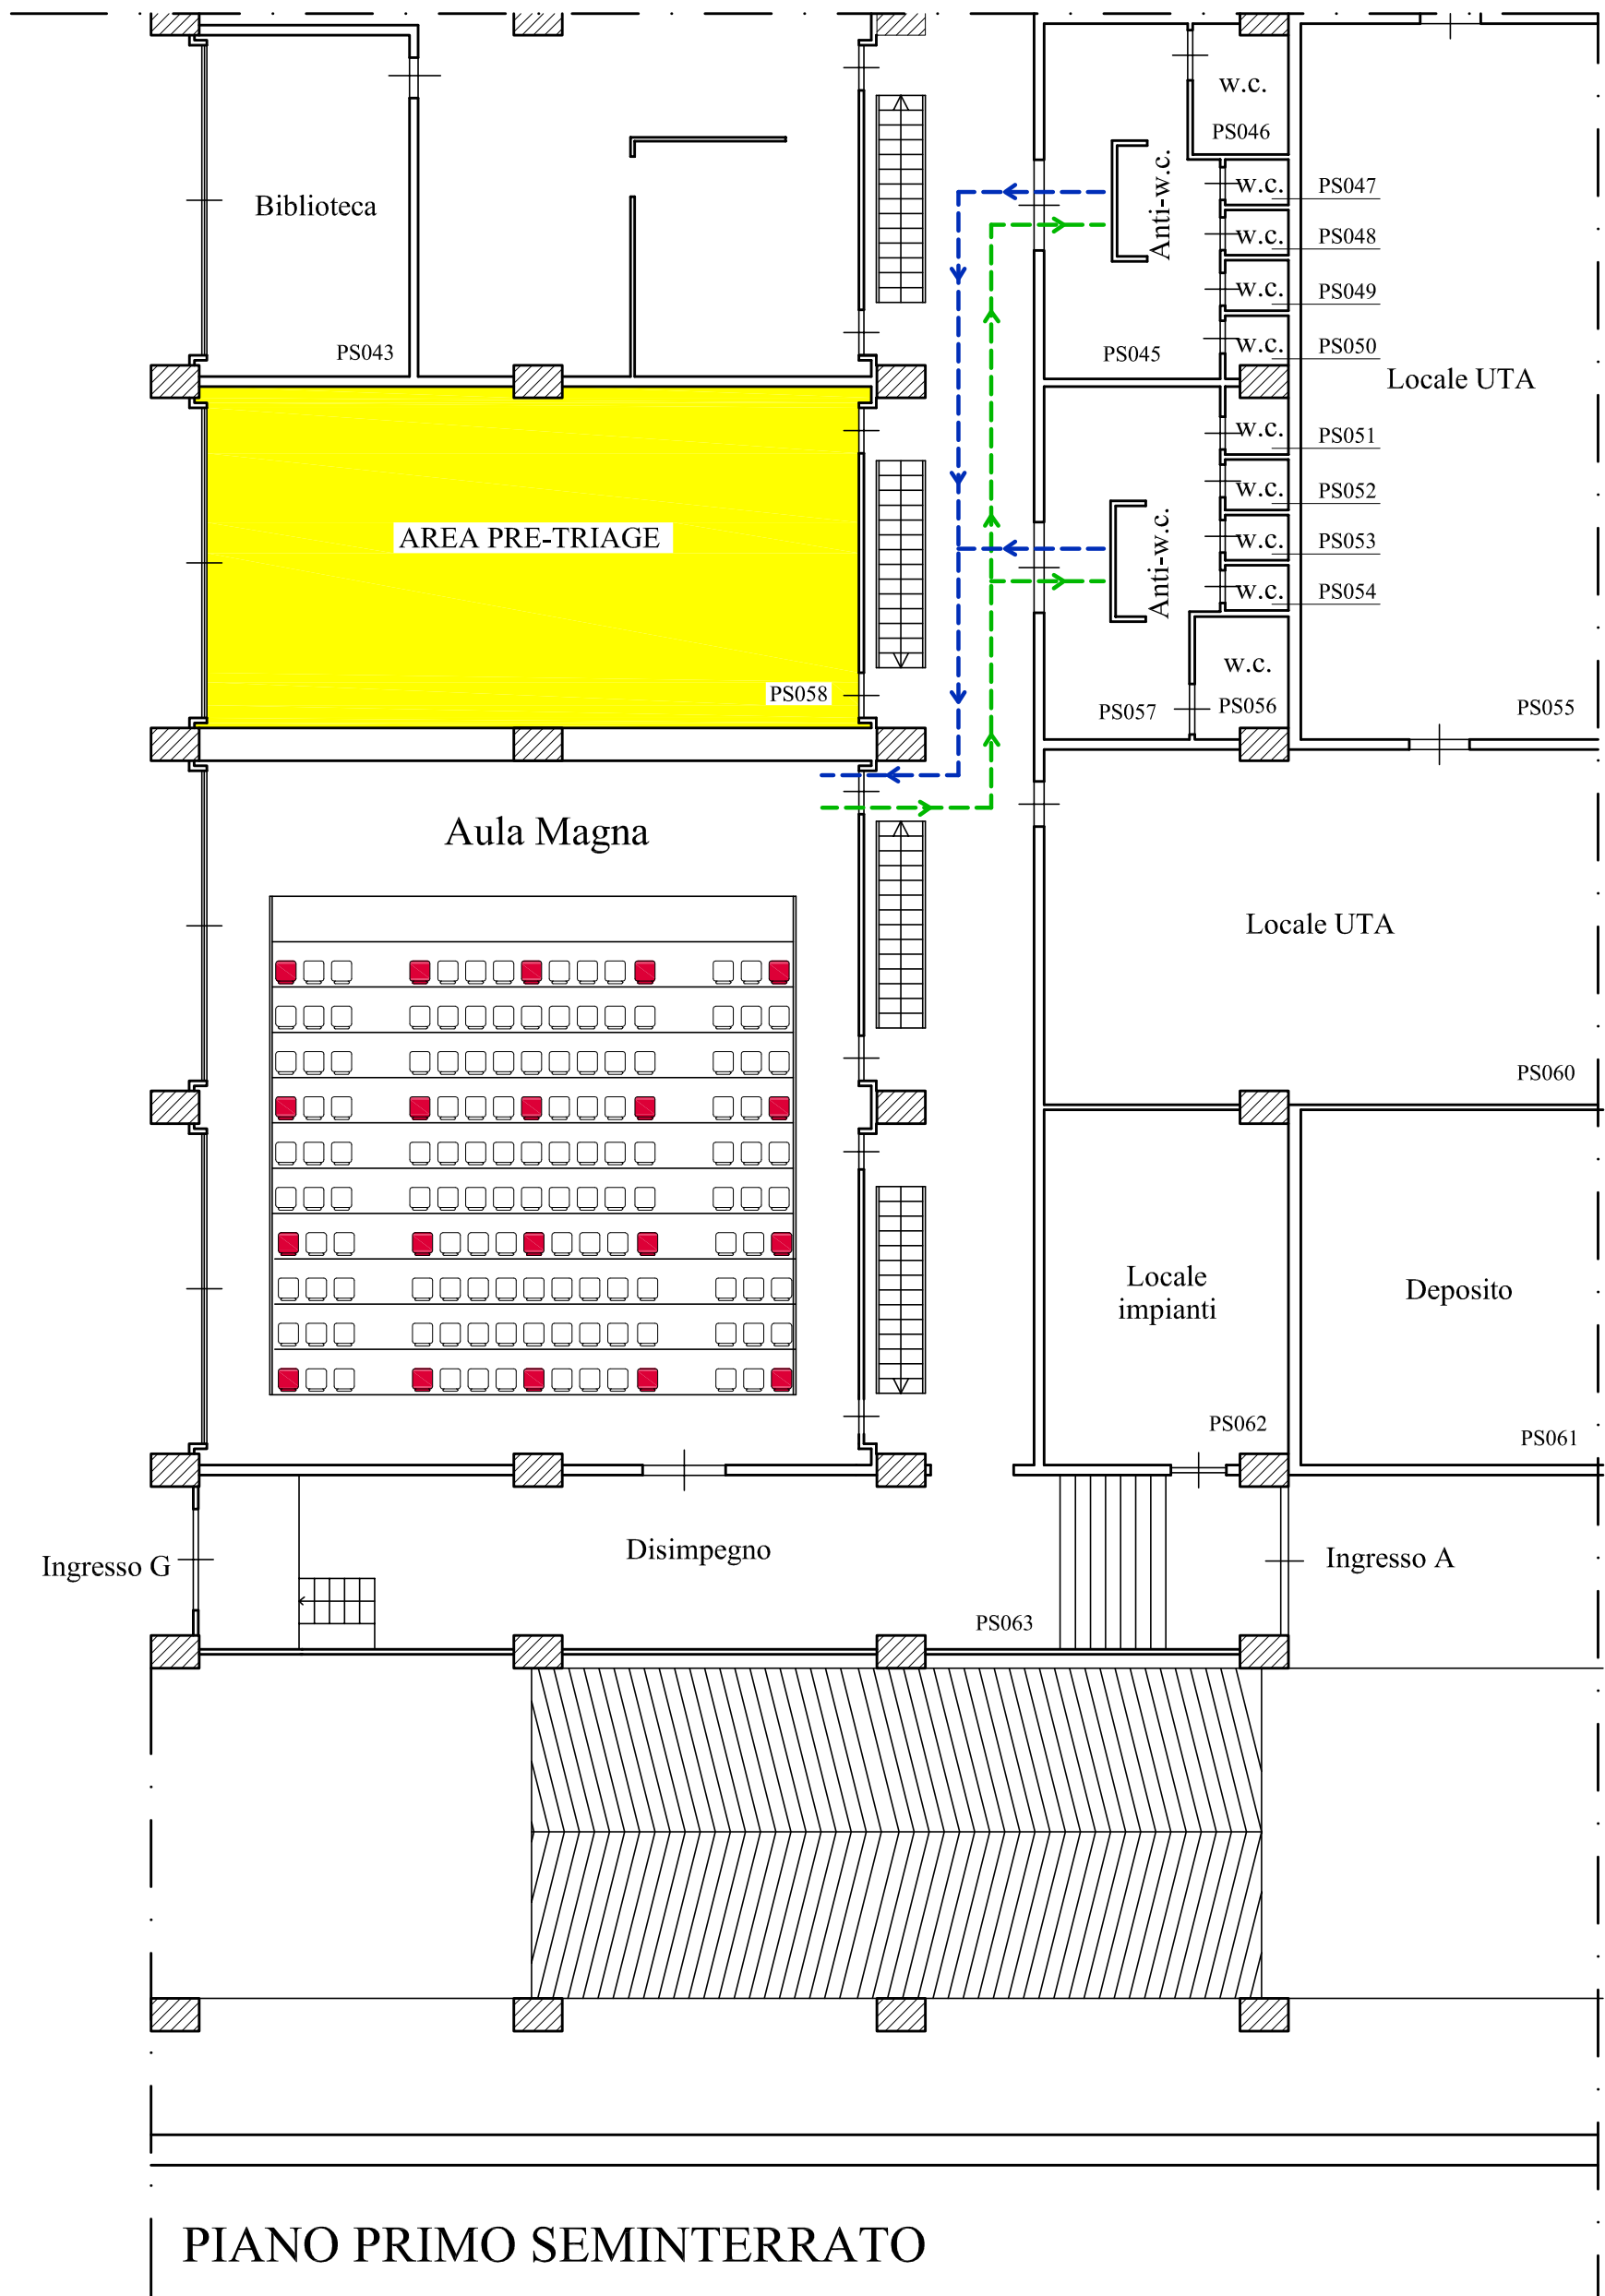 w.c.
PS046
Biblioteca
Anti-w.c.
w.c.
PS047
w.c.
PS048
w.c.
PS049
w.c.
PS050
PS043
PS045
Locale UTA
w.c.
PS051
w.c.
PS052
AREA PRE-TRIAGE
Anti-w.c.
w.c.
PS053
w.c.
PS054
w.c.
PS058
PS057
PS056
PS055
Aula Magna
Locale UTA
PS060
Locale
impianti
Deposito
PS062
PS061
Ingresso G
Disimpegno
Ingresso A
PS063
PIANO PRIMO SEMINTERRATO